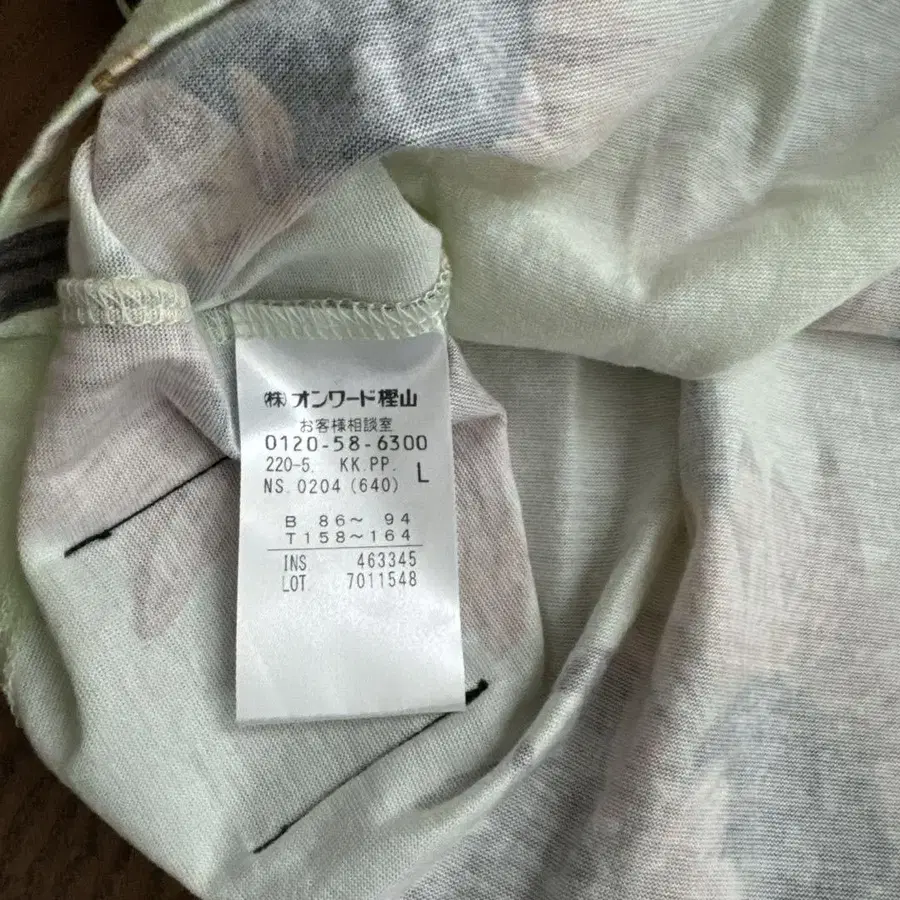 (株)オンワード樫山
お客様相談室
0120-58-6300
220-5. KK.PP. L
NS.0204(640)
B 86~ 94
T158~164
INS 463345
LOT 7011548